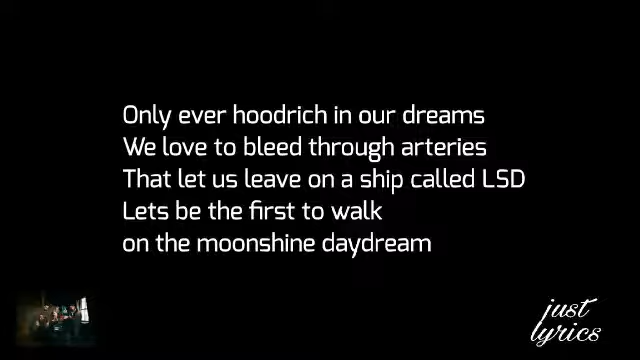 Only ever hoodrich in our dreams
We love to bleed through arteries
That let us leave on a ship called LSD
Lets be the first to walk
on the moonshine daydream
just
lyrics